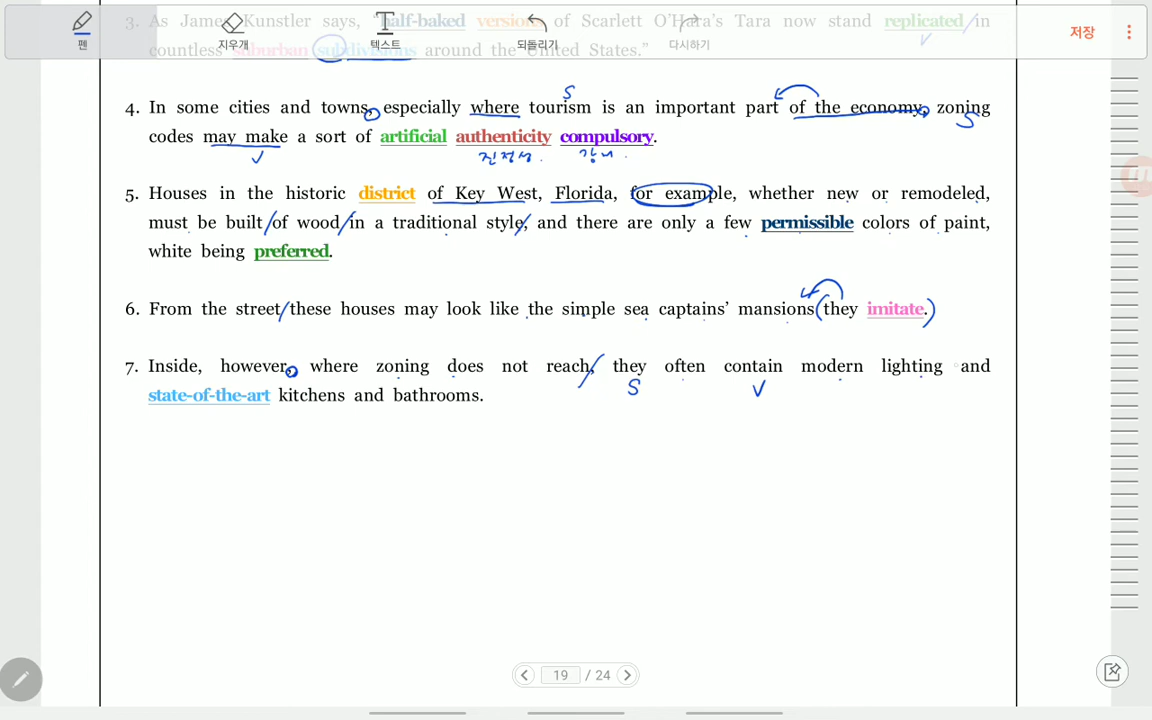 3. As James Kunstler says, "half-baked versions of Scarlett O'Hara's Tara now stand replicated in
펜 지우개 텍스트 되돌리기 다시하기 저장
countless suburban subdivisions around the United States."
V
S
4. In some cities and towns, especially where tourism is an important part of the economy, zoning
S
codes may make a sort of artificial authenticity compulsory.
V 진정성.
5. Houses in the historic district of Key West, Florida, for example, whether new or remodeled,
must be built of wood in a traditional style, and there are only a few permissible colors of paint,
white being preferred.
6. From the street these houses may look like the simple sea captains' mansions (they imitate.)
7. Inside, however, where zoning does not reach, they often contain modern lighting and
S V
state-of-the-art kitchens and bathrooms.
19 / 24